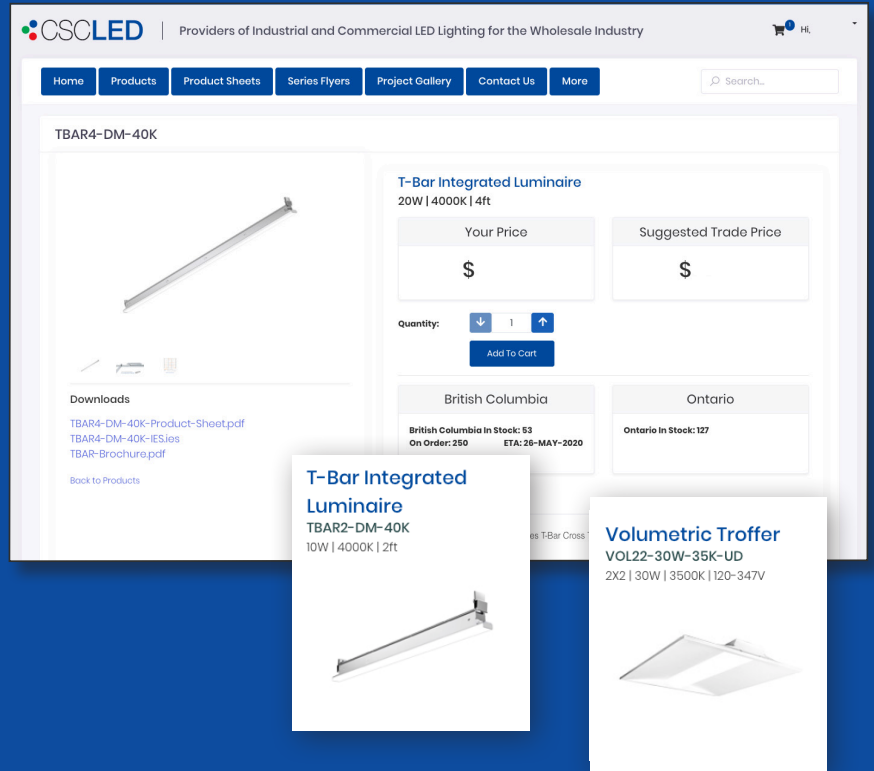 CSCLED
Providers of Industrial and Commercial LED Lighting for the Wholesale Industry
Hi,
Home
Products
Product Sheets
Series Flyers
Project Gallery
Contact Us
More
Search...
TBAR4-DM-40K
T-Bar Integrated Luminaire
20W | 4000K | 4ft
Your Price
Suggested Trade Price
$
$
Quantity:
1
Add To Cart
Downloads
TBAR4-DM-40K-Product-Sheet.pdf
TBAR4-DM-40K-IES.ies
TBAR-Brochure.pdf
Back to Products
British Columbia
British Columbia In Stock: 53
On Order: 250 ETA: 26-MAY-2020
Ontario
Ontario In Stock: 127
T-Bar Cross
T-Bar Integrated
Luminaire
TBAR2-DM-40K
10W | 4000K | 2ft
Volumetric Troffer
VOL22-30W-35K-UD
2X2 | 30W | 3500K | 120-347V